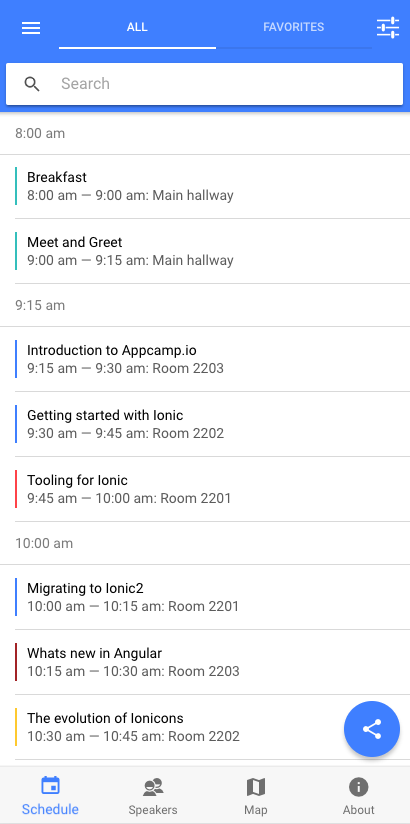 ALL FAVORITES
Search
8:00 am
Breakfast
8:00 am — 9:00 am: Main hallway
Meet and Greet
9:00 am — 9:15 am: Main hallway
9:15 am
Introduction to Appcamp.io
9:15 am — 9:30 am: Room 2203
Getting started with Ionic
9:30 am — 9:45 am: Room 2202
Tooling for Ionic
9:45 am — 10:00 am: Room 2201
10:00 am
Migrating to Ionic2
10:00 am — 10:15 am: Room 2201
Whats new in Angular
10:15 am — 10:30 am: Room 2203
The evolution of Ionicons
10:30 am — 10:45 am: Room 2202
Schedule Speakers Map About